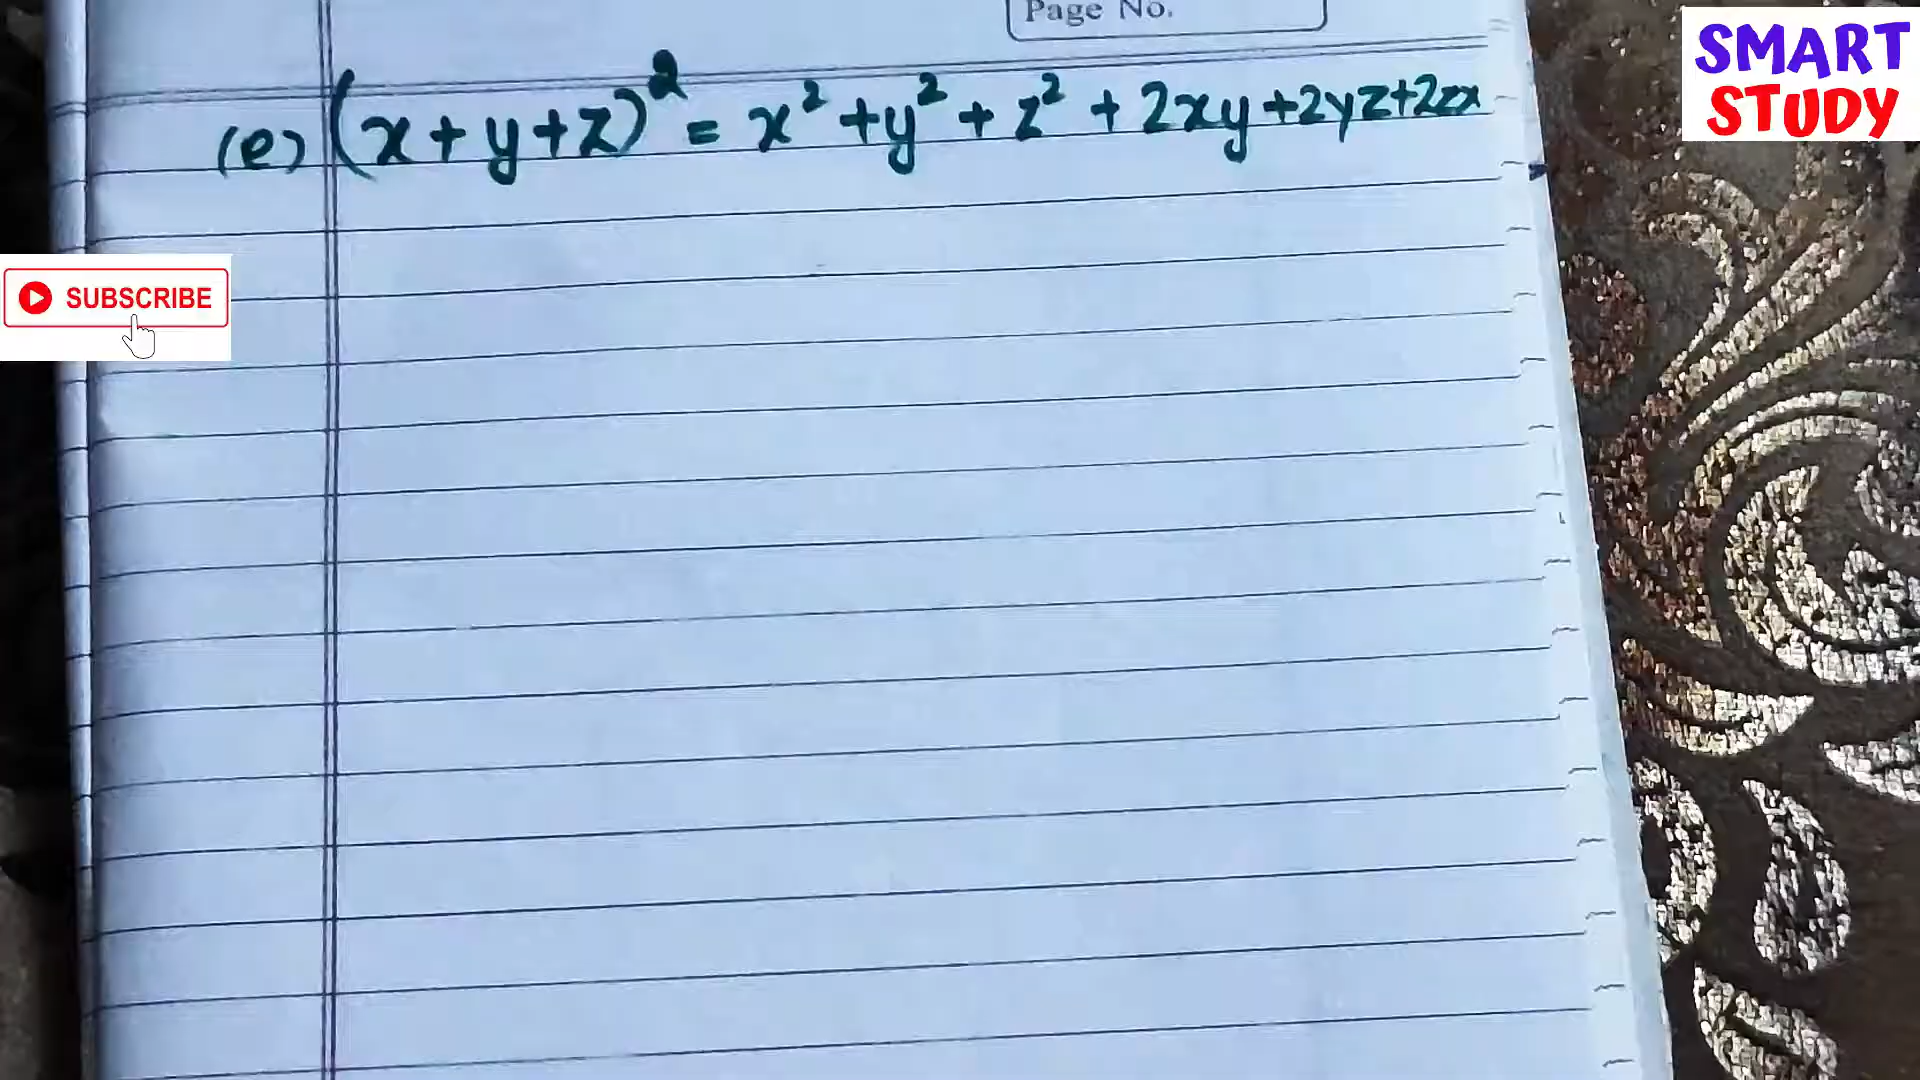 Page No.
SMART
STUDY
(e) (x+y+z)² = x² + y² + z² + 2xy + 2yz + 2zx
SUBSCRIBE